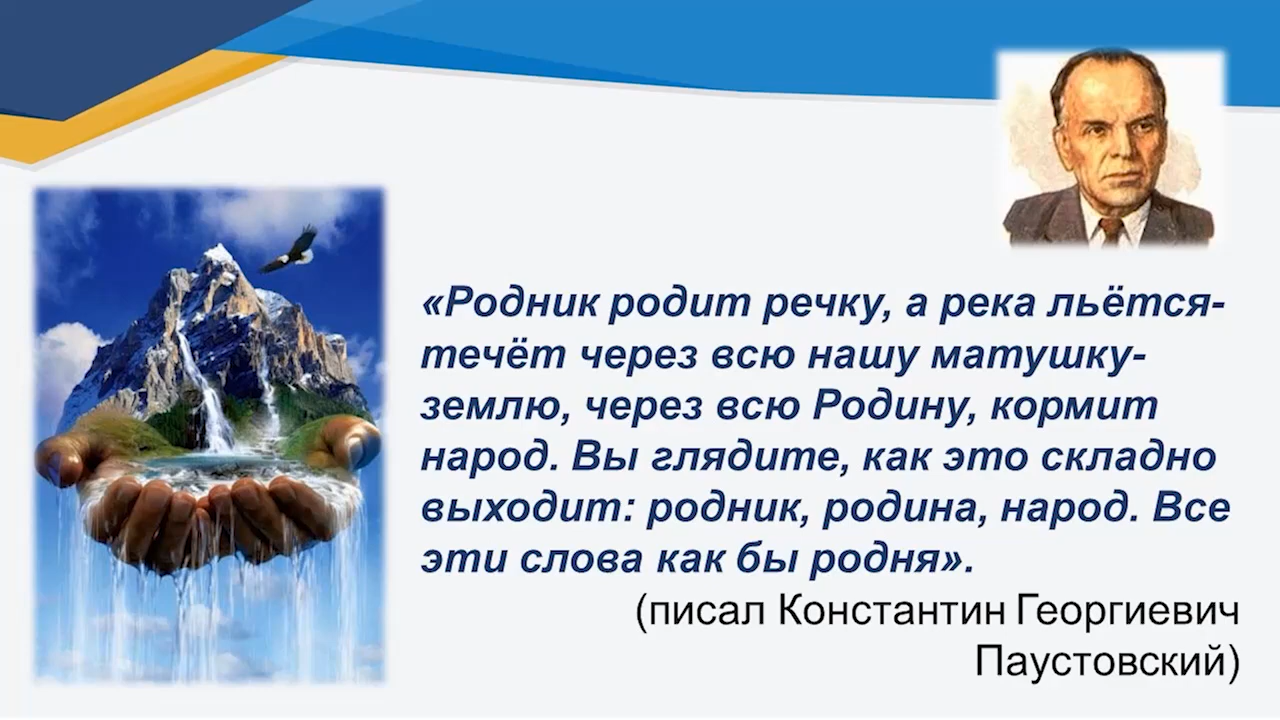 «Родник родит речку, а река льётся-
течёт через всю нашу матушку-
землю, через всю Родину, кормит
народ. Вы глядите, как это складно
выходит: родник, родина, народ. Все
эти слова как бы родня».
(писал Константин Георгиевич
Паустовский)